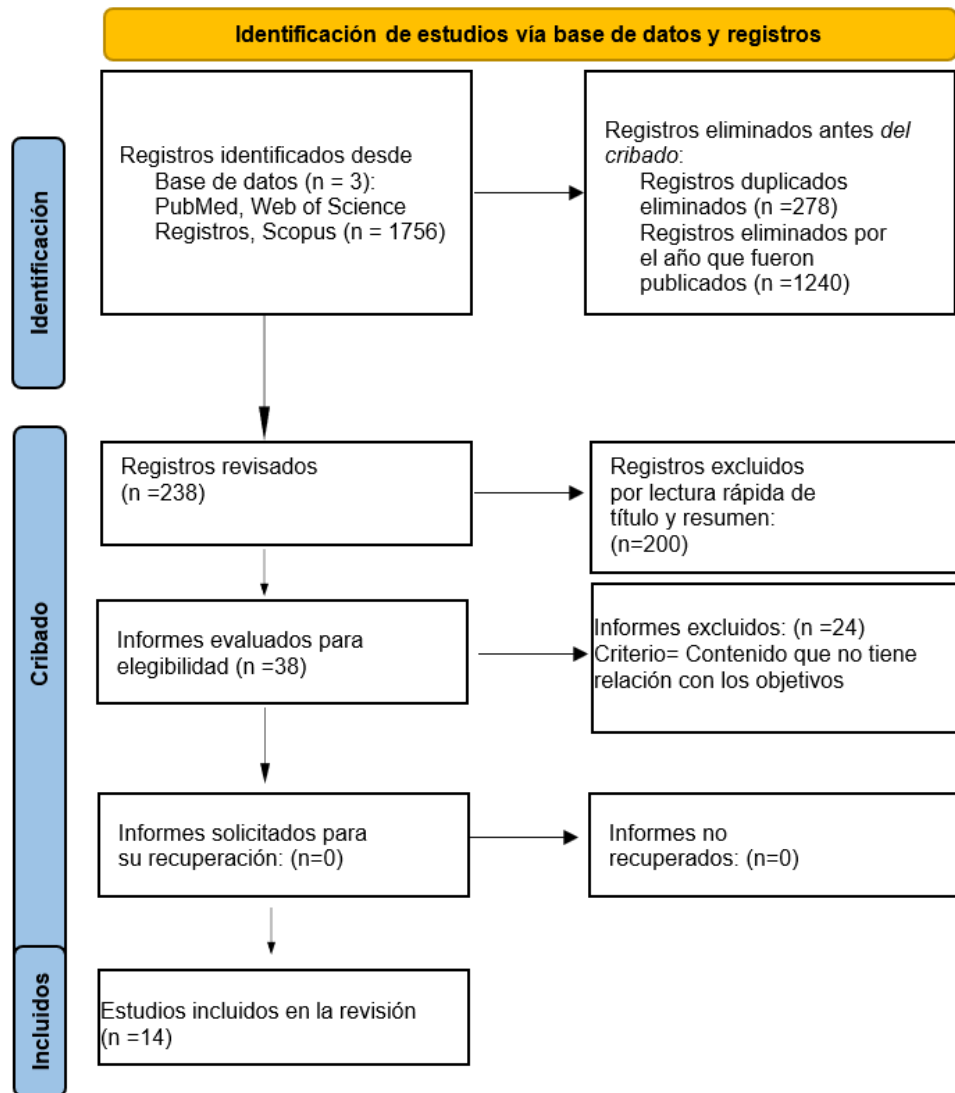 Identificación de estudios vía base de datos y registros
Identificación
Registros identificados desde
Base de datos (n = 3):
PubMed, Web of Science
Registros, Scopus (n = 1756)
Registros eliminados antes del
cribado:
Registros duplicados
eliminados (n =278)
Registros eliminados por
el año que fueron
publicados (n =1240)
Cribado
Registros revisados
(n =238)
Registros excluidos
por lectura rápida de
título y resumen:
(n=200)
Informes evaluados para
elegibilidad (n =38)
Informes excluidos: (n =24)
Criterio= Contenido que no tiene
relación con los objetivos
Informes solicitados para
su recuperación: (n=0)
Informes no
recuperados: (n=0)
Incluidos
Estudios incluidos en la revisión
(n =14)